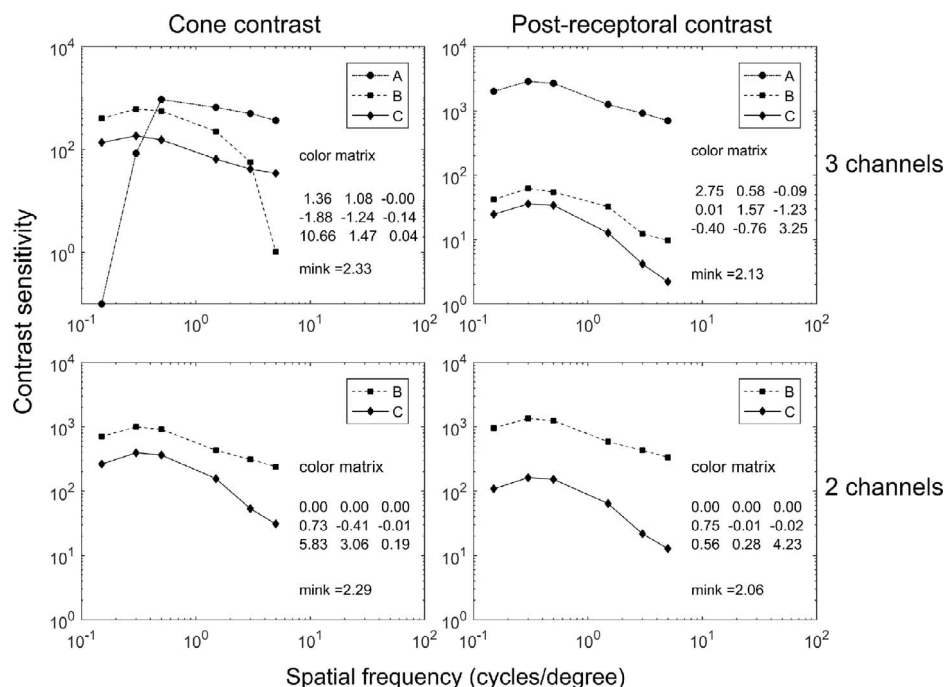 Cone contrast
Post-receptoral contrast
10^4
10^2
10^0
A
B
C
color matrix
1.36 1.08 -0.00
-1.88 -1.24 -0.14
10.66 1.47 0.04
mink =2.33
10^-1 10^0 10^1 10^2
10^4
10^3
10^2
10^1
10^0
A
B
C
color matrix
2.75 0.58 -0.09
0.01 1.57 -1.23
-0.40 -0.76 3.25
mink =2.13
10^-1 10^0 10^1 10^2
3 channels
Contrast sensitivity
10^4
10^3
10^2
10^1
10^0
B
C
color matrix
0.00 0.00 0.00
0.73 -0.41 -0.01
5.83 3.06 0.19
mink =2.29
10^-1 10^0 10^1 10^2
10^4
10^3
10^2
10^1
10^0
B
C
color matrix
0.00 0.00 0.00
0.75 -0.01 -0.02
0.56 0.28 4.23
mink =2.06
10^-1 10^0 10^1 10^2
2 channels
Spatial frequency (cycles/degree)